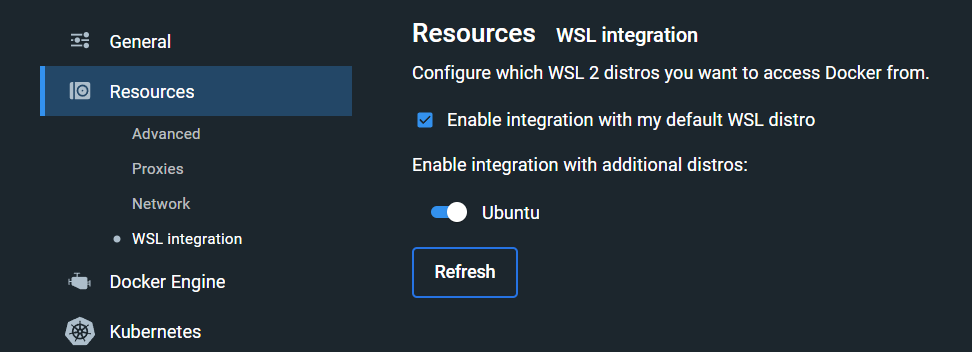 General
Resources
Advanced
Proxies
Network
WSL integration
Docker Engine
Kubernetes
Resources WSL integration
Configure which WSL 2 distros you want to access Docker from.
Enable integration with my default WSL distro
Enable integration with additional distros:
Ubuntu
Refresh